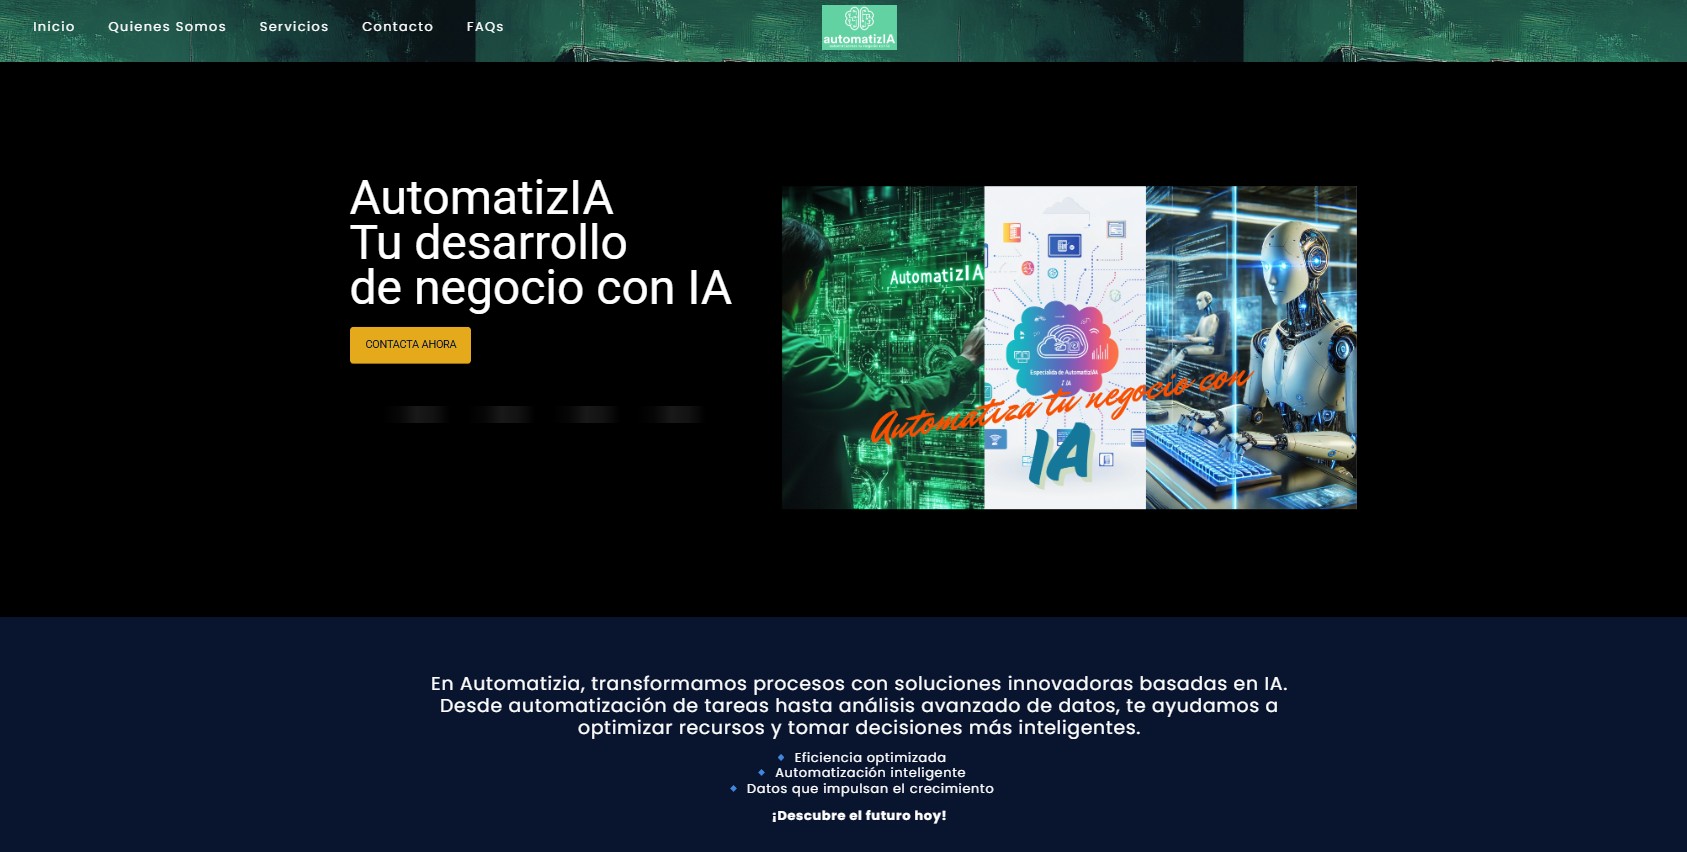 Inicio
Quienes Somos
Servicios
Contacto
FAQs
automatizIA
AutomatizIA
Tu desarrollo
de negocio con IA
CONTACTA AHORA
AutomatizIA
Especialida de AutomatizIAA
IA
Automatiza tu negocio con
IA
En Automatizia, transformamos procesos con soluciones innovadoras basadas en IA.
Desde automatización de tareas hasta análisis avanzado de datos, te ayudamos a
optimizar recursos y tomar decisiones más inteligentes.
🔹 Eficiencia optimizada
🔹 Automatización inteligente
🔹 Datos que impulsan el crecimiento
¡Descubre el futuro hoy!